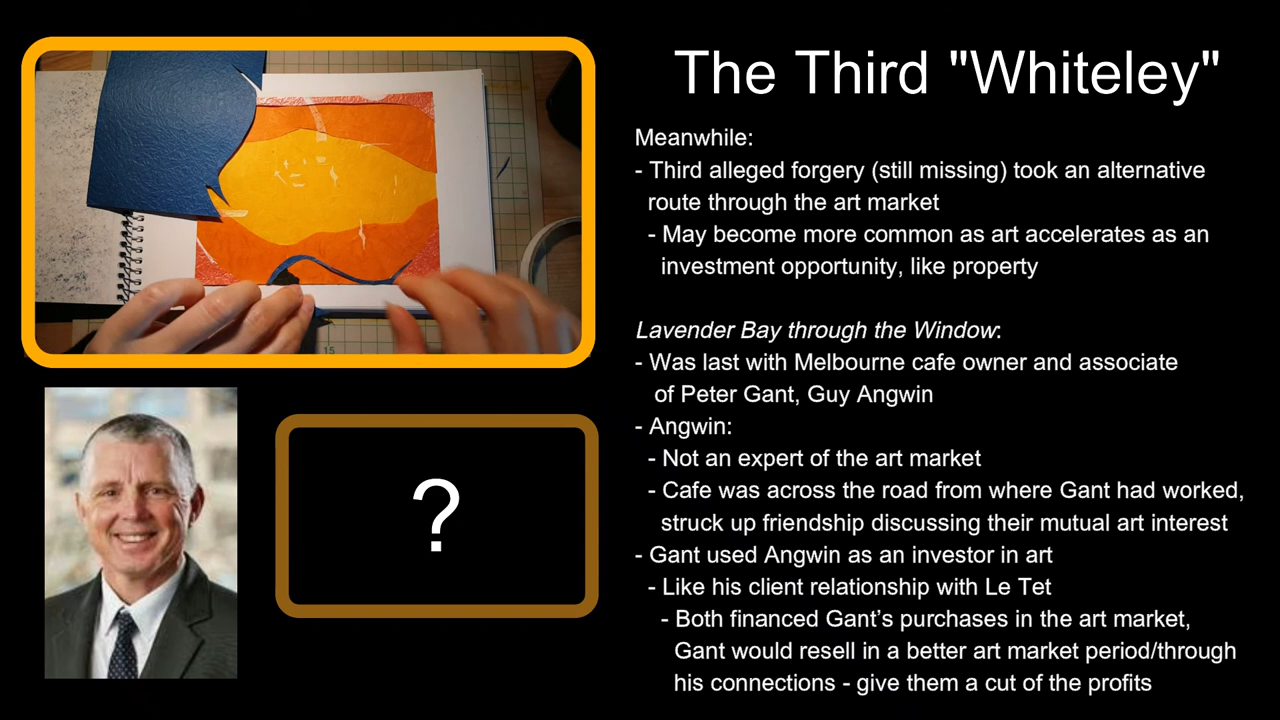 The Third "Whiteley"
Meanwhile:
- Third alleged forgery (still missing) took an alternative
route through the art market
- May become more common as art accelerates as an
investment opportunity, like property
Lavender Bay through the Window:
- Was last with Melbourne cafe owner and associate
of Peter Gant, Guy Angwin
- Angwin:
- Not an expert of the art market
- Cafe was across the road from where Gant had worked,
struck up friendship discussing their mutual art interest
- Gant used Angwin as an investor in art
- Like his client relationship with Le Tet
- Both financed Gant’s purchases in the art market,
Gant would resell in a better art market period/through
his connections - give them a cut of the profits
?
15